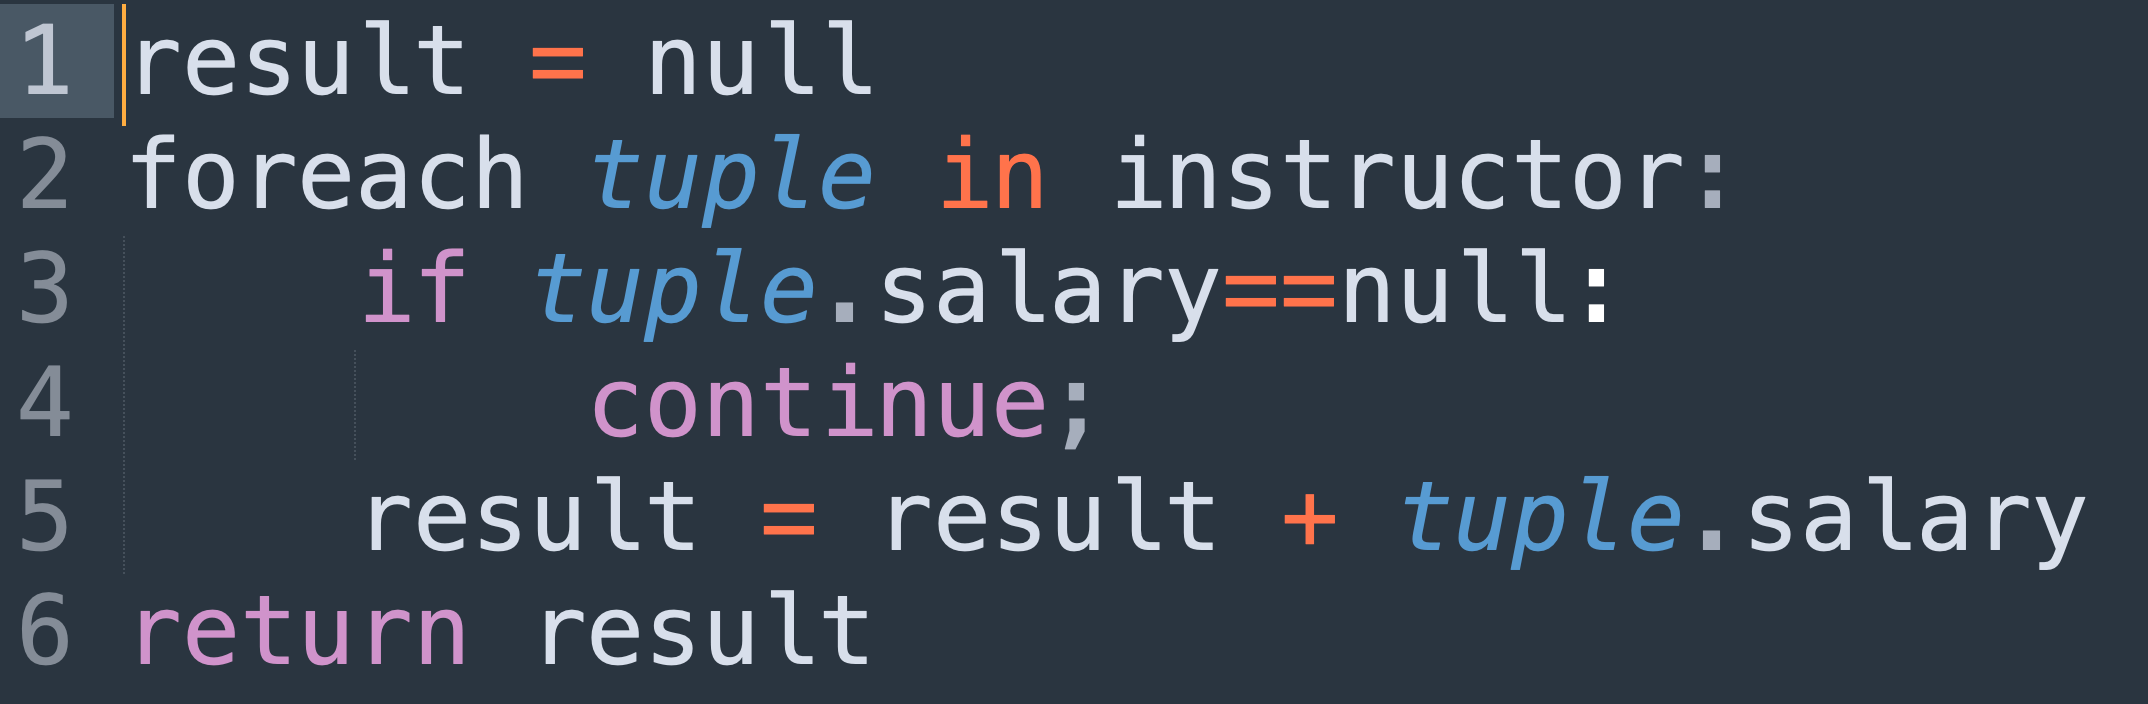 1 result = null
2 foreach tuple in instructor:
3     if tuple.salary==null:
4         continue;
5     result = result + tuple.salary
6 return result